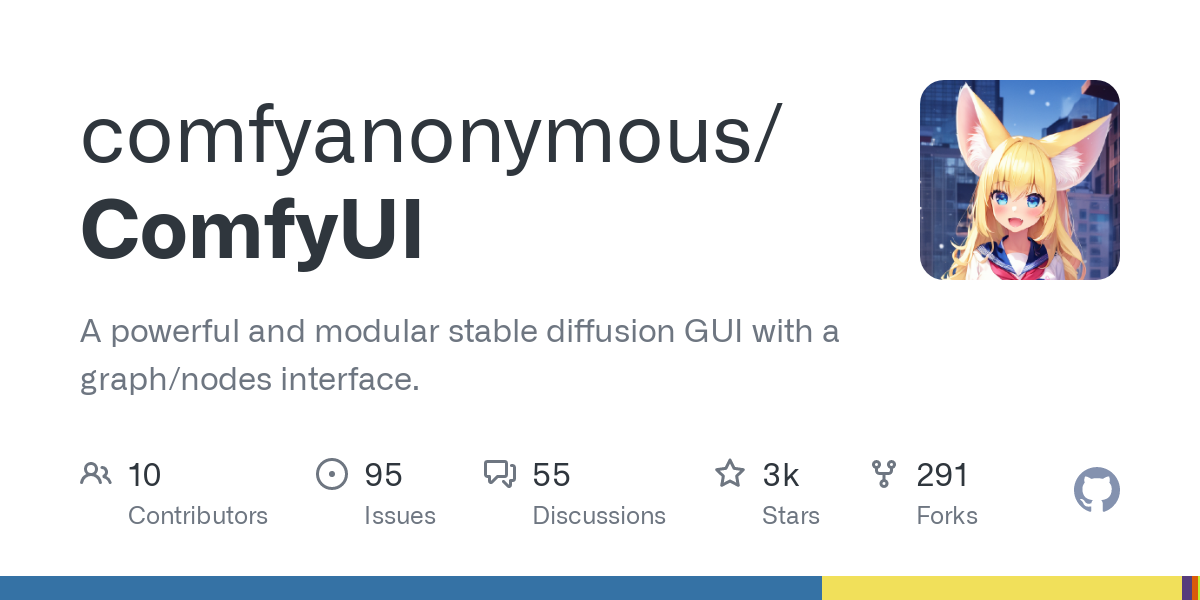 comfyanonymous/
ComfyUI
A powerful and modular stable diffusion GUI with a
graph/nodes interface.
10 95 55 3k 291
Contributors Issues Discussions Stars Forks